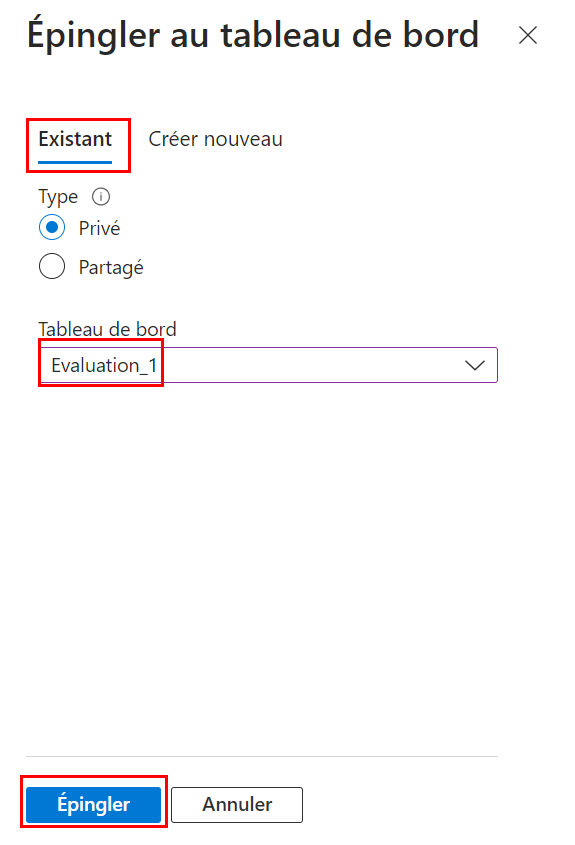 Épingler au tableau de bord
Existant Créer nouveau
Type
Privé
Partagé
Tableau de bord
Evaluation_1
Épingler Annuler